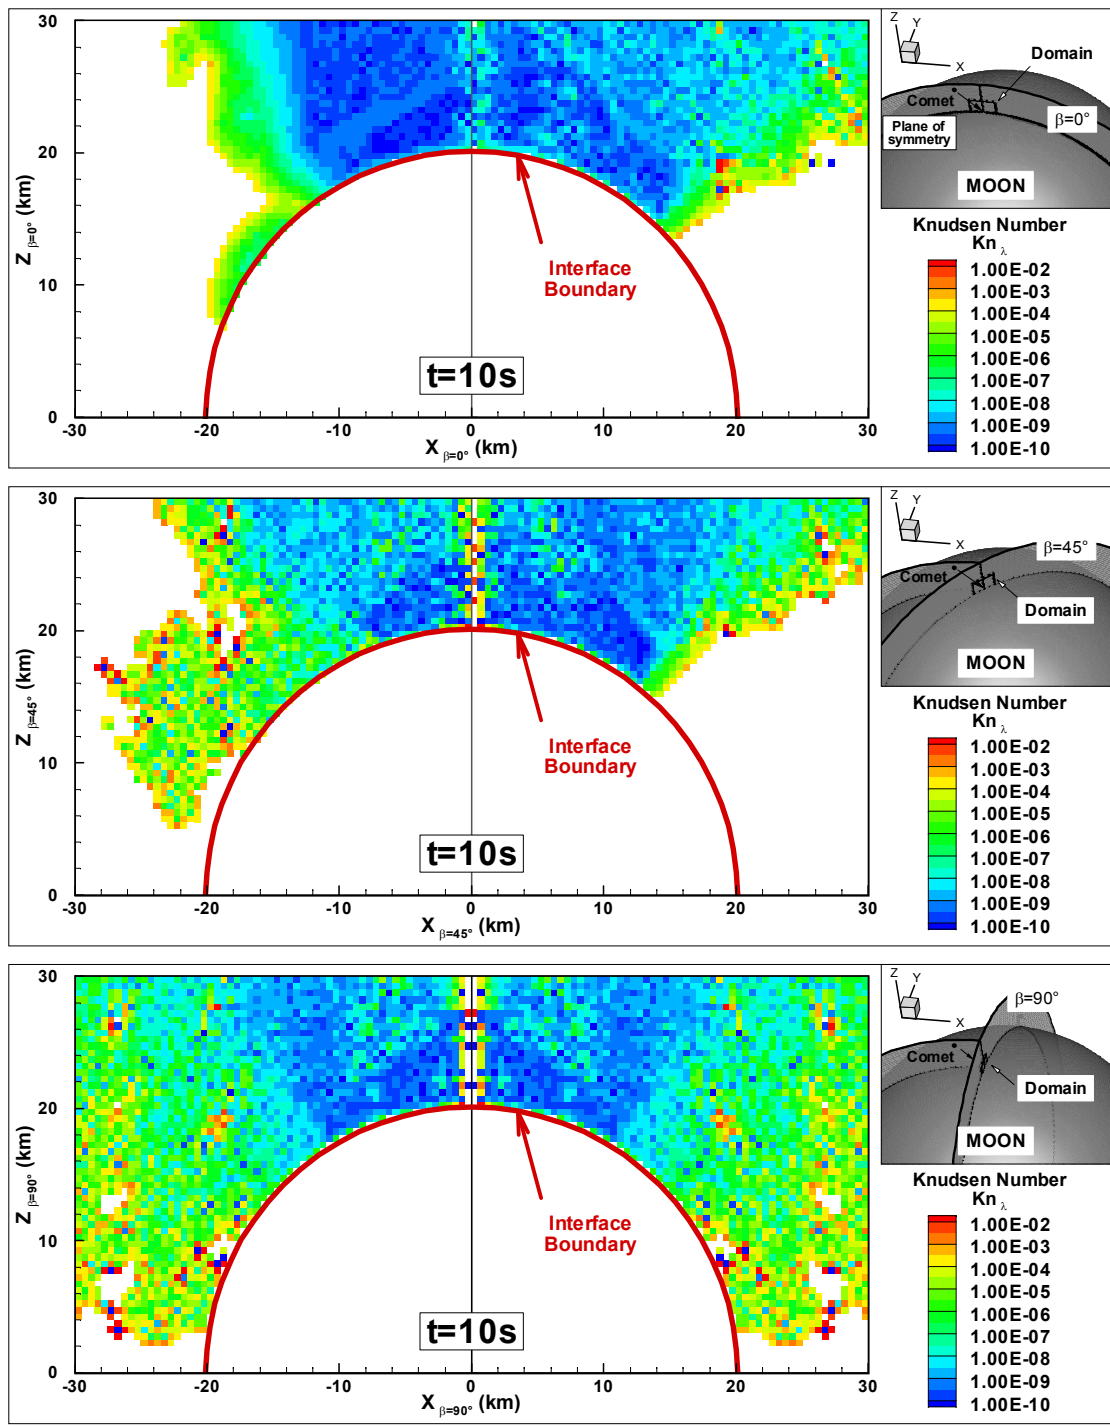 30
20
10
0
Z β=0° (km)
-30 -20 -10 0 10 20 30
X β=0° (km)
Interface
Boundary
t=10s
Z
Y
X
Domain
Comet
β=0°
Plane of
symmetry
MOON
Knudsen Number
Kn λ
1.00E-02
1.00E-03
1.00E-04
1.00E-05
1.00E-06
1.00E-07
1.00E-08
1.00E-09
1.00E-10
30
20
10
0
Z β=45° (km)
-30 -20 -10 0 10 20 30
X β=45° (km)
Interface
Boundary
t=10s
Z
Y
X
β=45°
Comet
Domain
MOON
Knudsen Number
Kn λ
1.00E-02
1.00E-03
1.00E-04
1.00E-05
1.00E-06
1.00E-07
1.00E-08
1.00E-09
1.00E-10
30
20
10
0
Z β=90° (km)
-30 -20 -10 0 10 20 30
X β=90° (km)
Interface
Boundary
t=10s
Z
Y
X
β=90°
Comet
Domain
MOON
Knudsen Number
Kn λ
1.00E-02
1.00E-03
1.00E-04
1.00E-05
1.00E-06
1.00E-07
1.00E-08
1.00E-09
1.00E-10